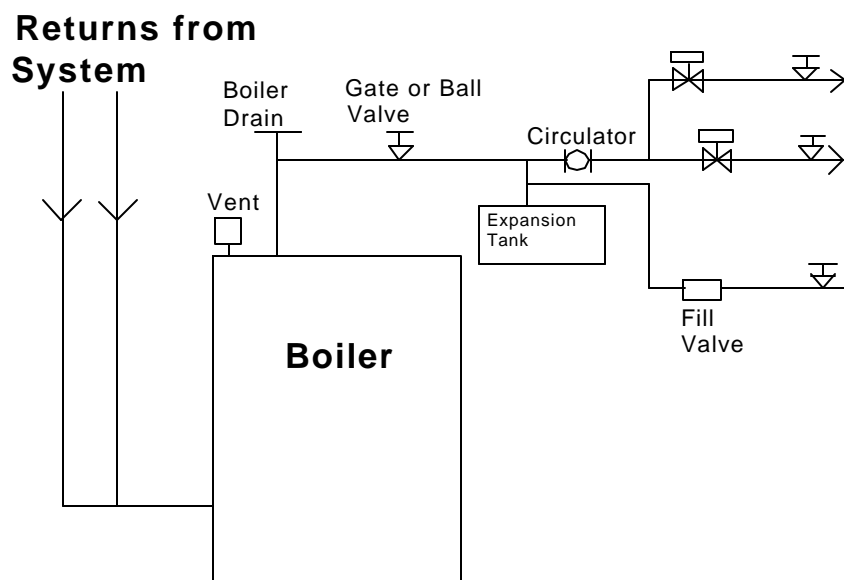 Returns from
System
Boiler
Drain
Gate or Ball
Valve
Circulator
Vent
Expansion
Tank
Fill
Valve
Boiler